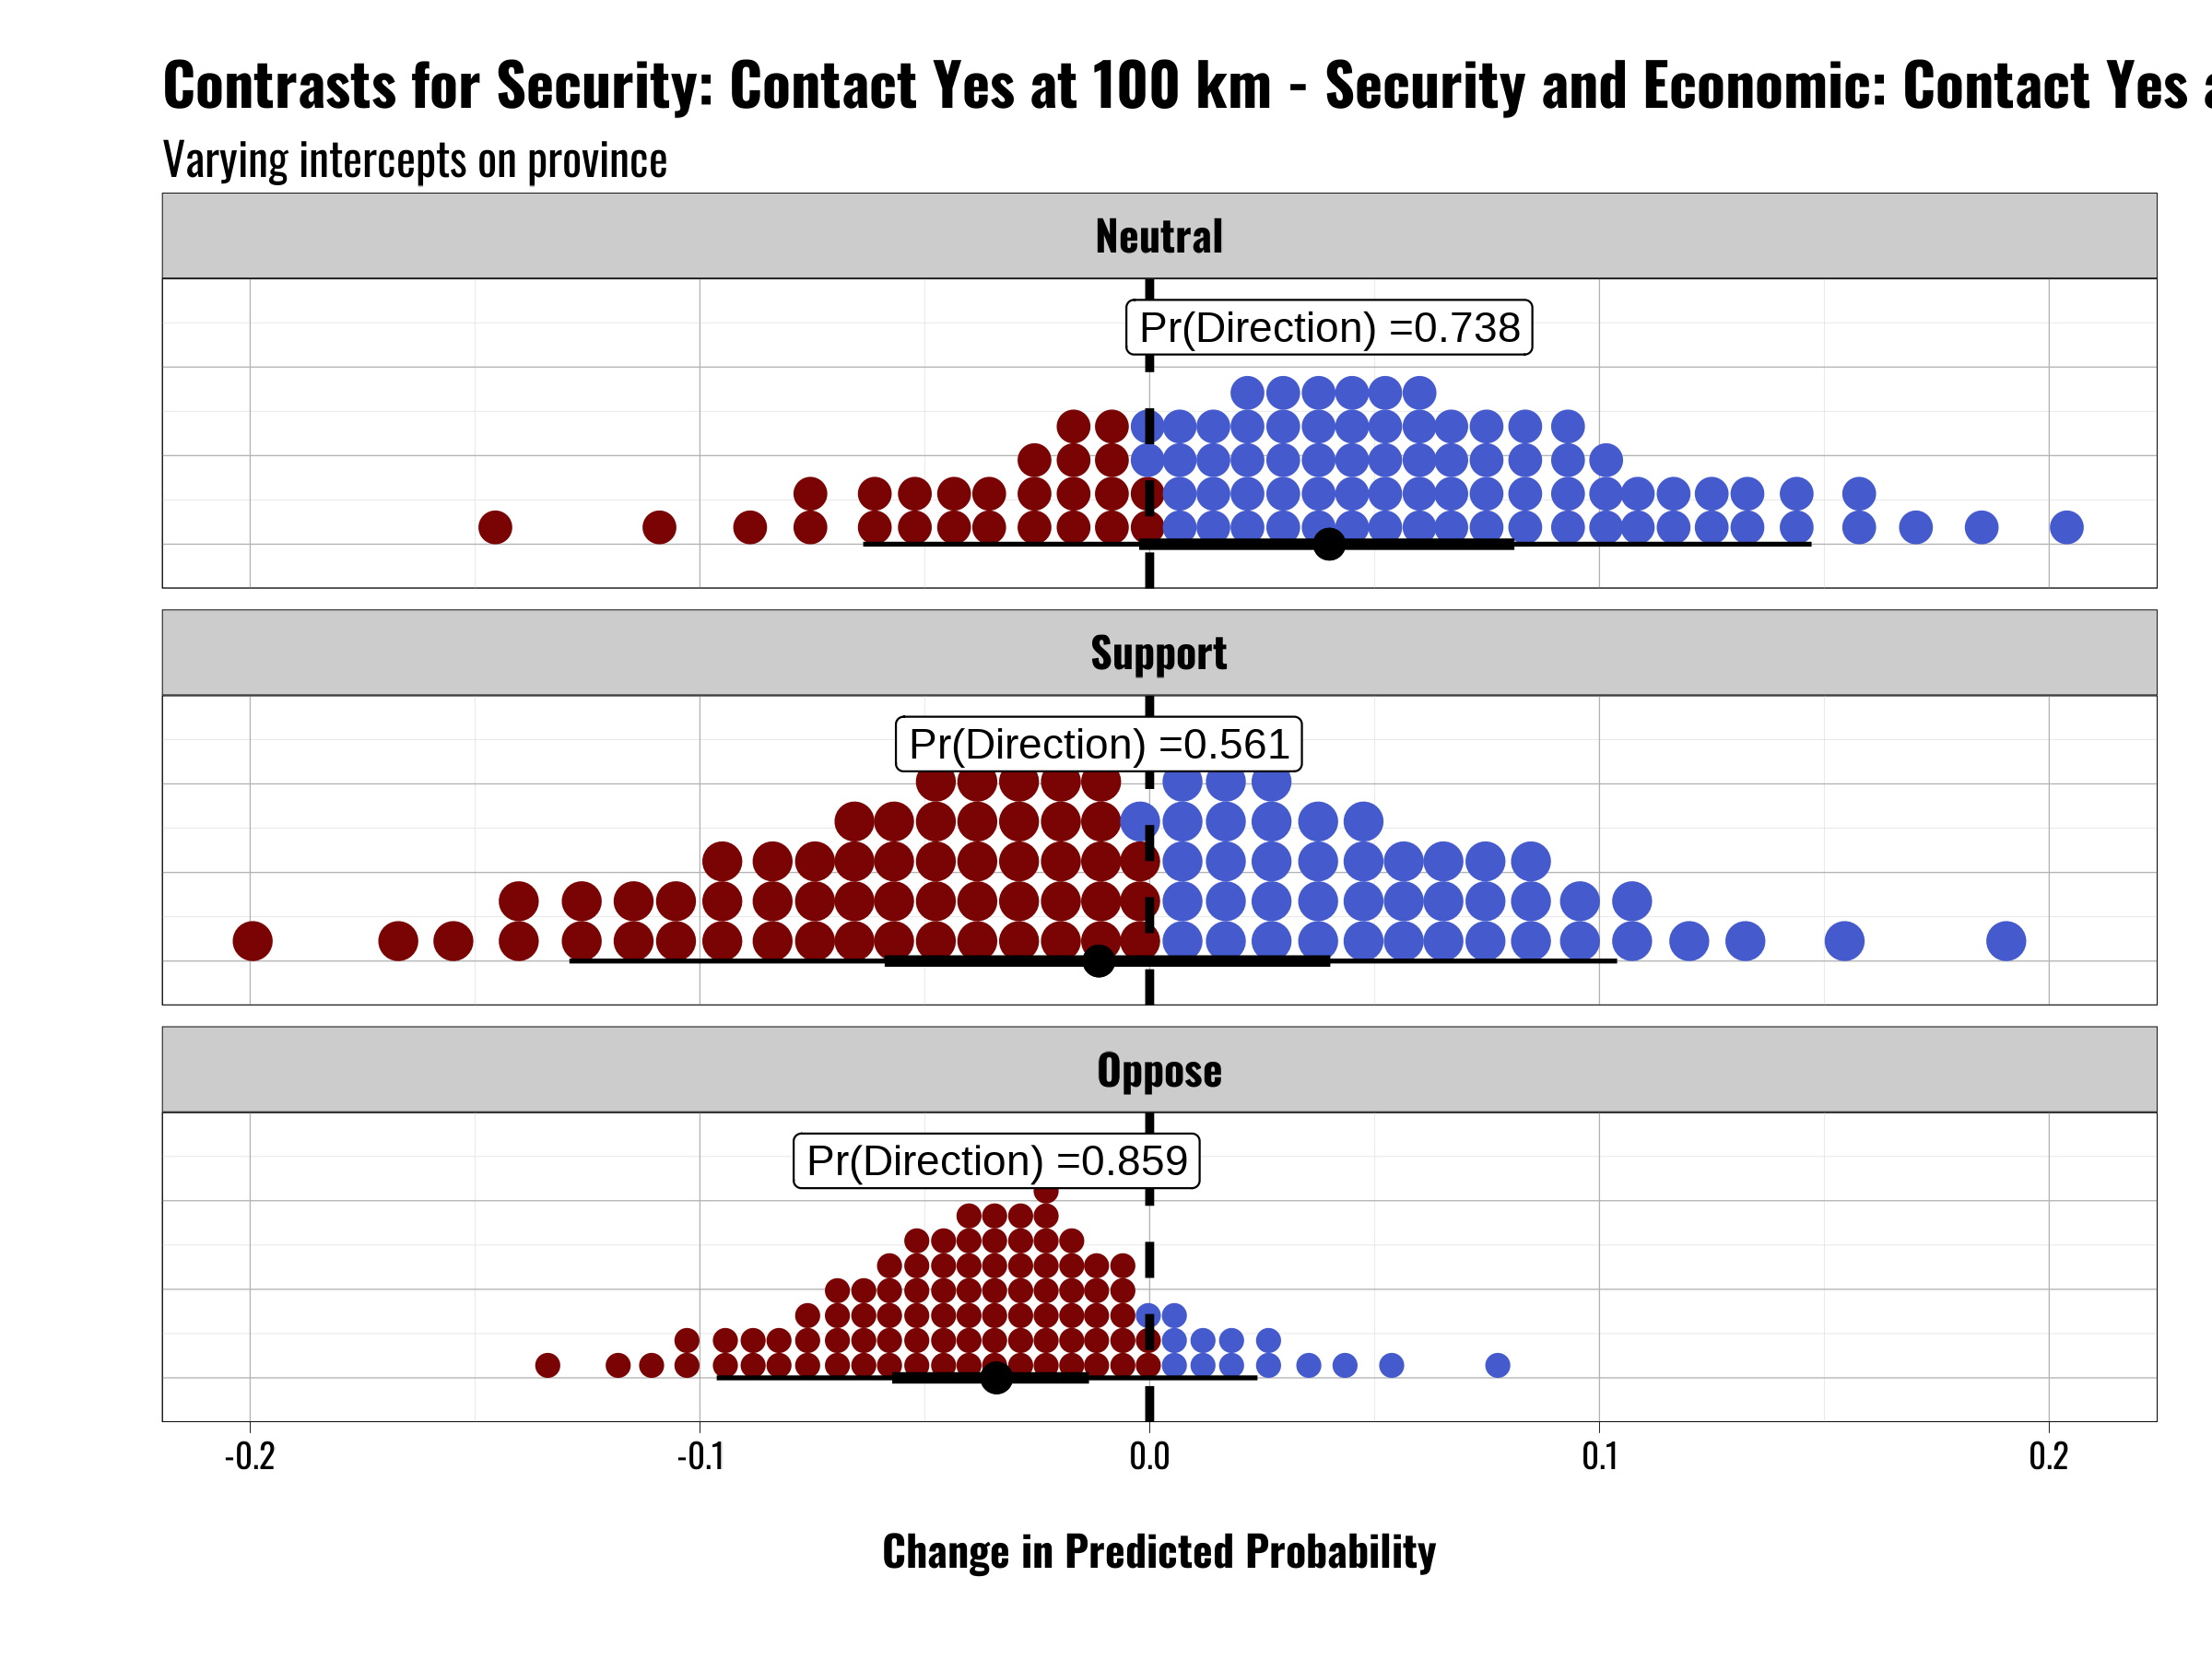 Contrasts for Security: Contact Yes at 100 km - Security and Economic: Contact Yes
Varying intercepts on province
Neutral
Pr(Direction) =0.738
Support
Pr(Direction) =0.561
Oppose
Pr(Direction) =0.859
-0.2 -0.1 0.0 0.1 0.2
Change in Predicted Probability